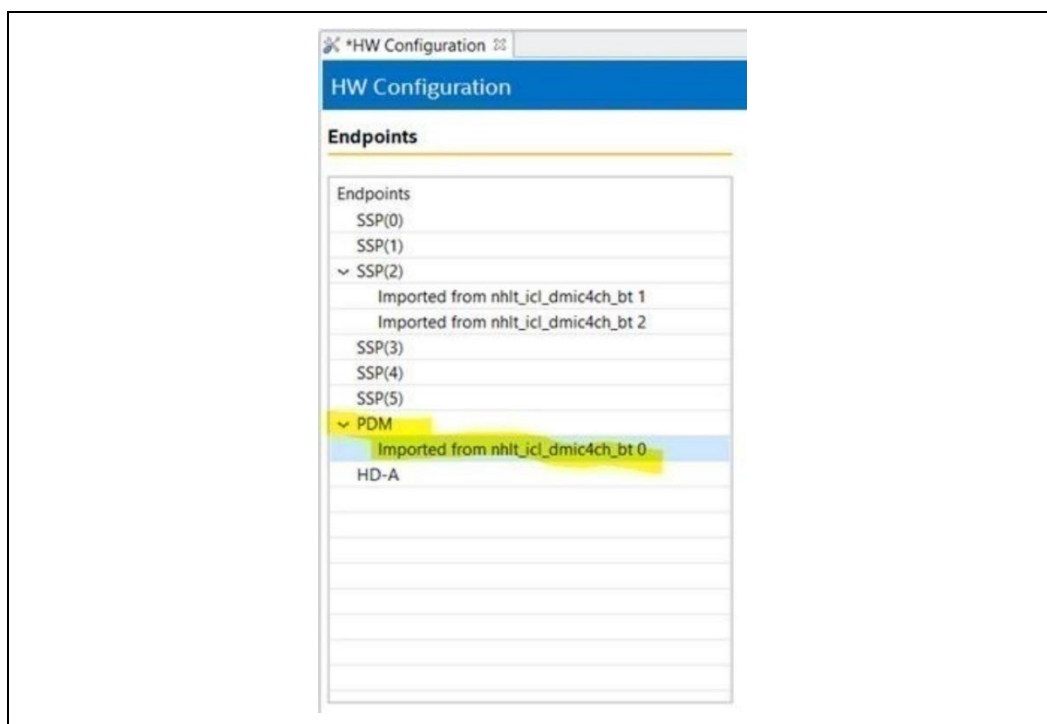 *HW Configuration
HW Configuration
Endpoints
Endpoints
SSP(0)
SSP(1)
SSP(2)
Imported from nhlt_icl_dmic4ch_bt 1
Imported from nhlt_icl_dmic4ch_bt 2
SSP(3)
SSP(4)
SSP(5)
PDM
Imported from nhlt_icl_dmic4ch_bt 0
HD-A